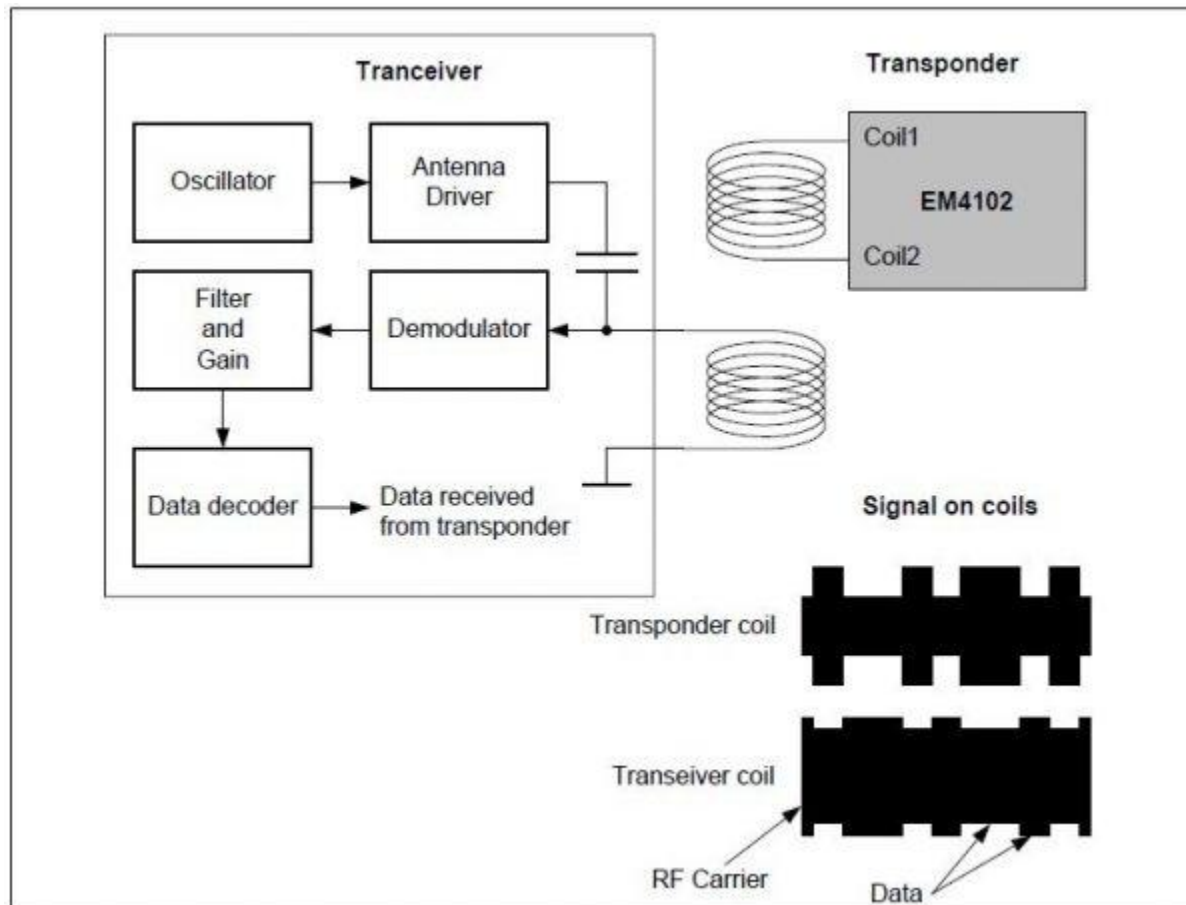 Tranceiver
Transponder
Oscillator
Antenna
Driver
Coil1
EM4102
Coil2
Filter
and
Gain
Demodulator
Data decoder
Data received
from transponder
Signal on coils
Transponder coil
Transeiver coil
RF Carrier
Data